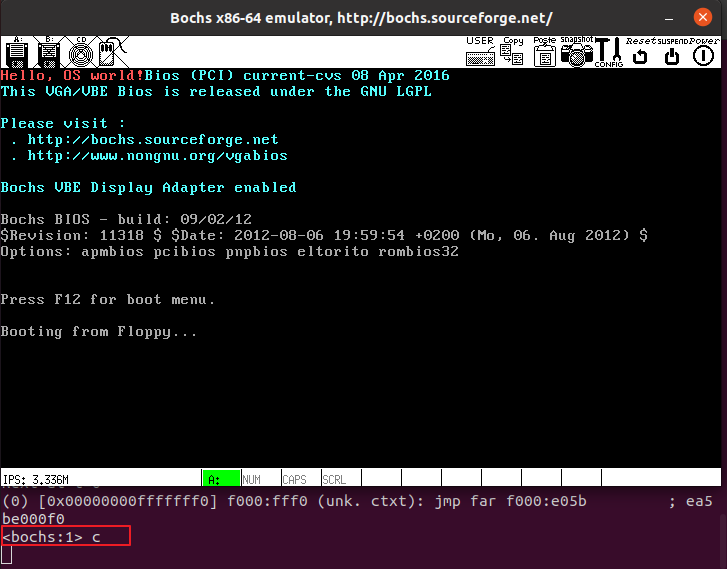 Bochs x86-64 emulator, http://bochs.sourceforge.net/
A: B: CD USER Copy Paste snapshot CONFIG Reset SUSPEND Power
Hello, OS world!Bios (PCI) current-cvs 08 Apr 2016
This VGA/VBE Bios is released under the GNU LGPL
Please visit :
. http://bochs.sourceforge.net
. http://www.nongnu.org/vgabios
Bochs VBE Display Adapter enabled
Bochs BIOS - build: 09/02/12
$Revision: 11318 $ $Date: 2012-08-06 19:59:54 +0200 (Mo, 06. Aug 2012) $
Options: apmbios pcibios pnpbios eltorito rombios32
Press F12 for boot menu.
Booting from Floppy...
IPS: 3.336M A: NUM CAPS SCRL
(0) [0x00000000fffffff0] f000:fff0 (unk. ctxt): jmp far f000:e05b ; ea5
be000f0
<bochs:1> c